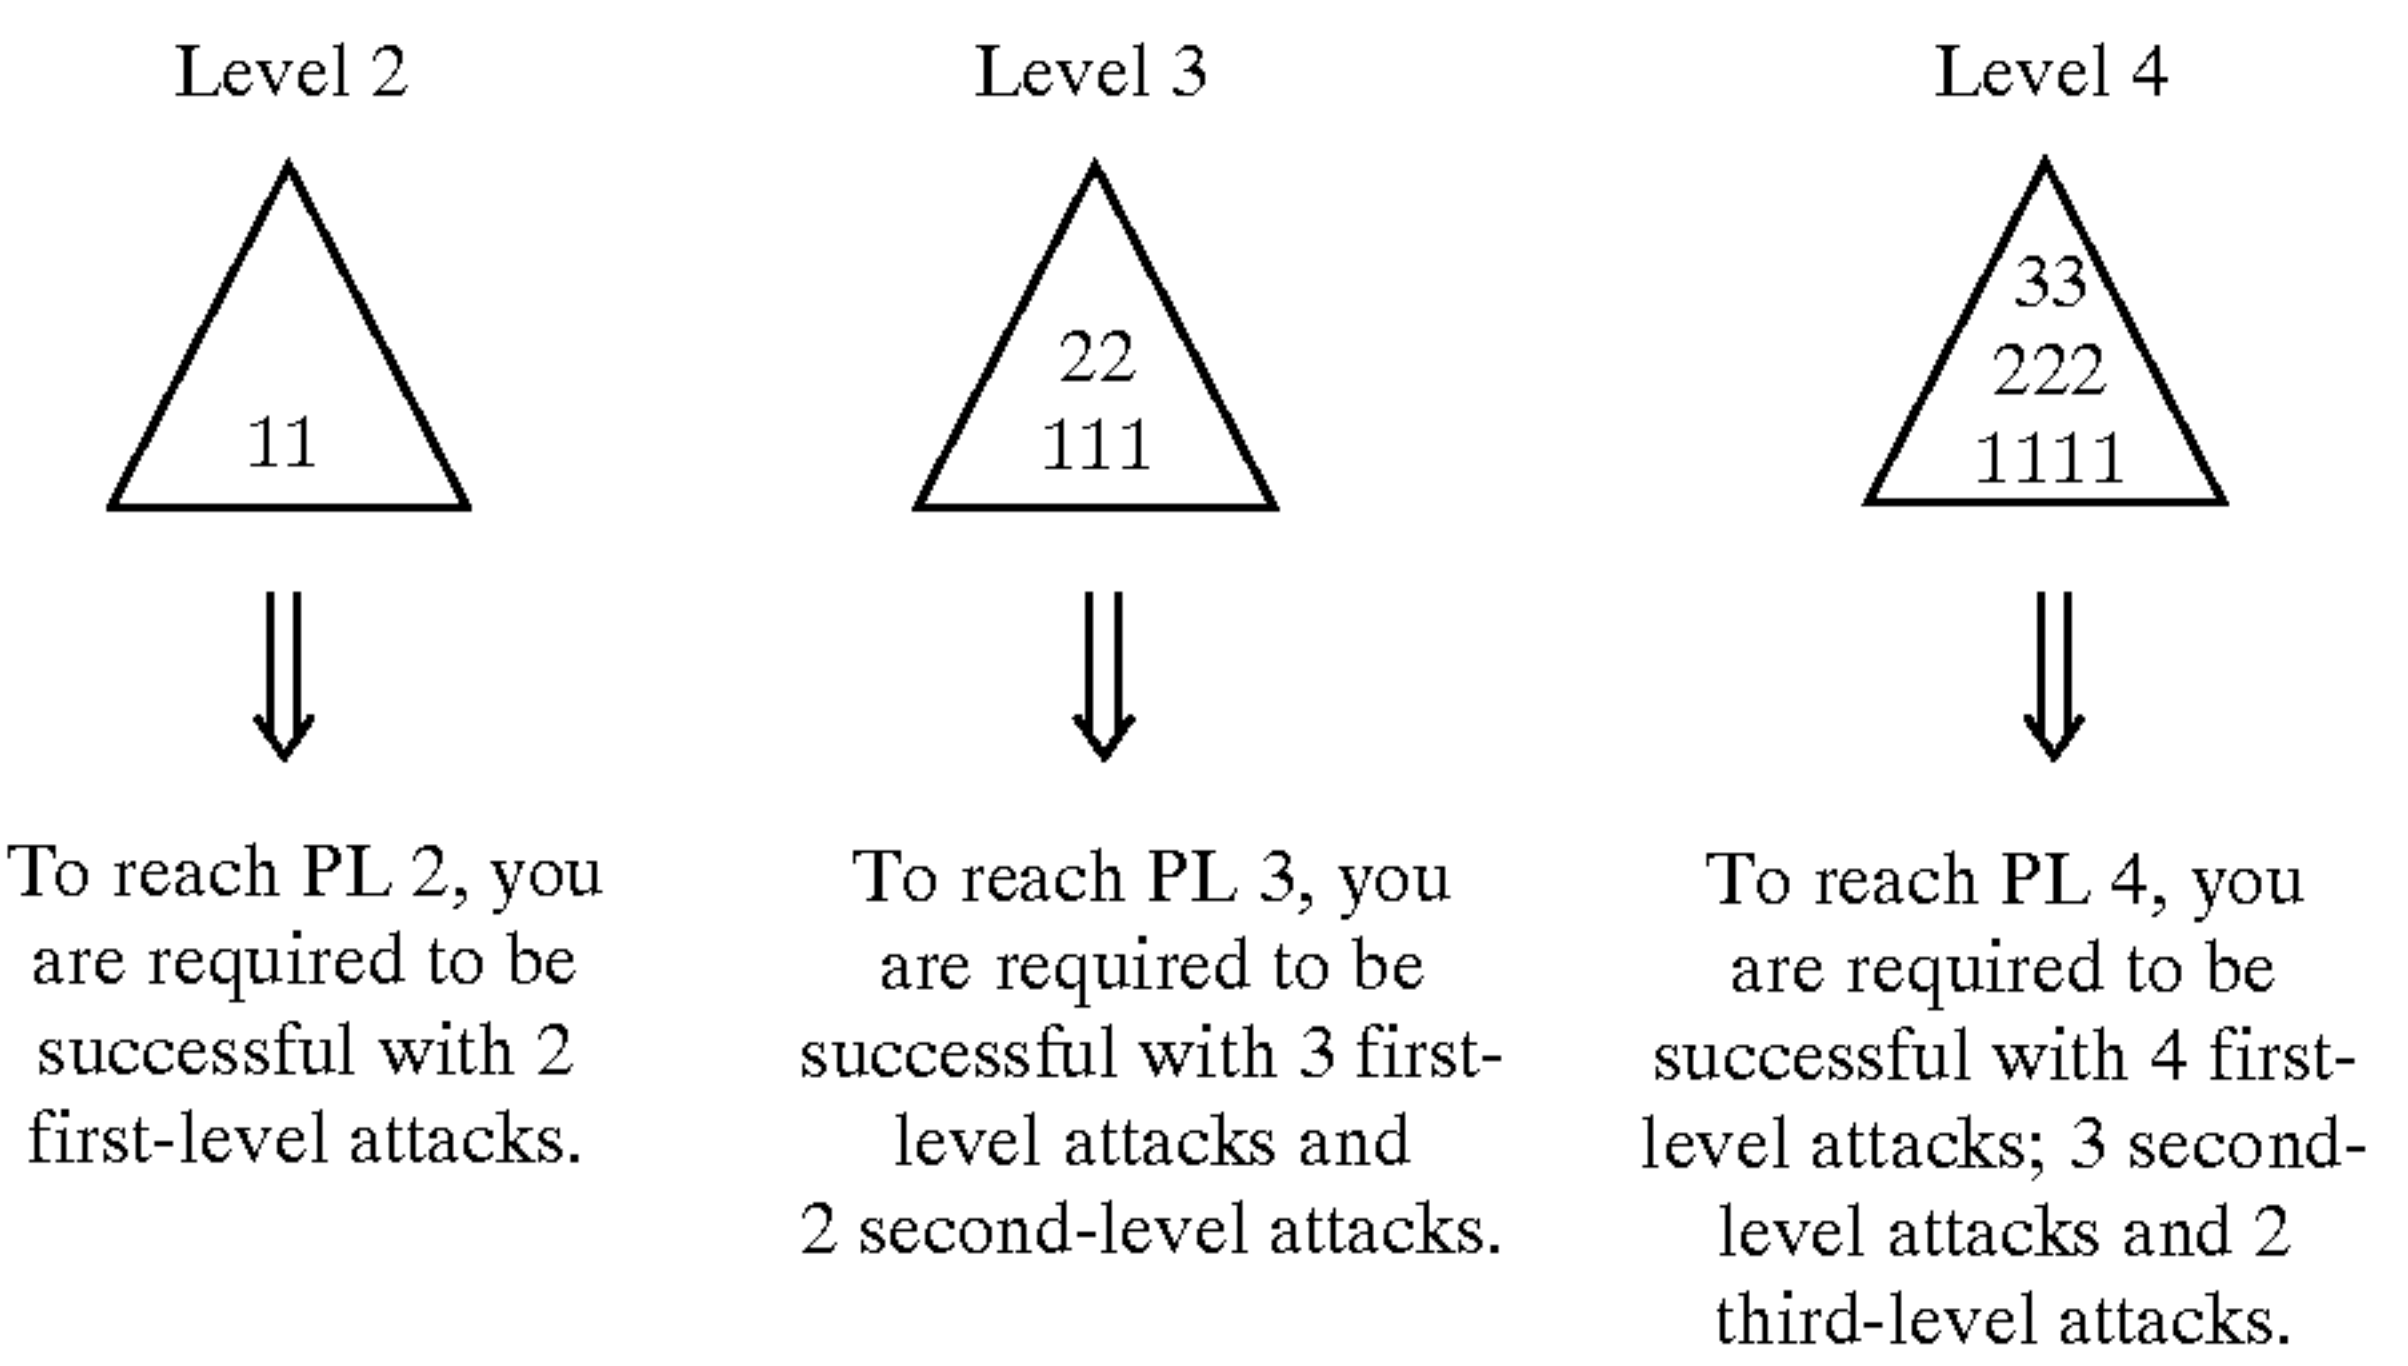 Level 2
11
To reach PL 2, you
are required to be
successful with 2
first-level attacks.
Level 3
22
111
To reach PL 3, you
are required to be
successful with 3 first-
level attacks and
2 second-level attacks.
Level 4
33
222
1111
To reach PL 4, you
are required to be
successful with 4 first-
level attacks; 3 second-
level attacks and 2
third-level attacks.